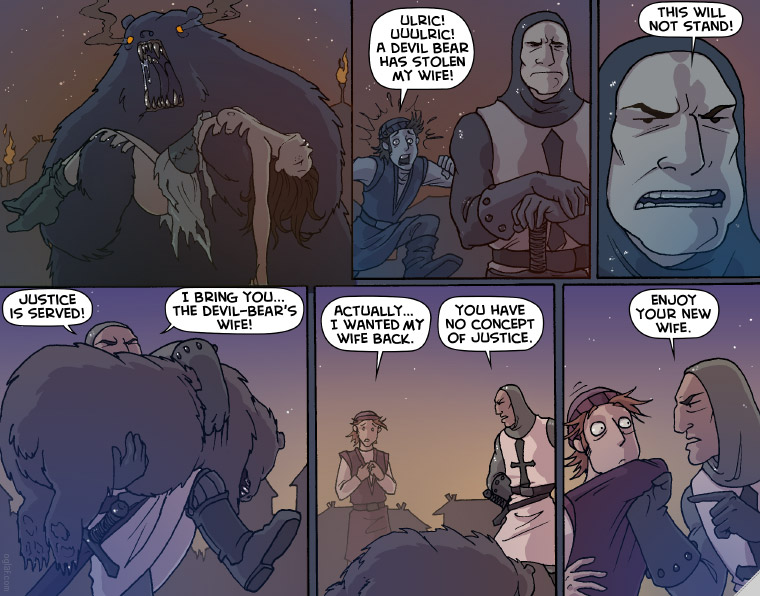 ULRIC!
UUULRIC!
A DEVIL BEAR
HAS STOLEN
MY WIFE!
THIS WILL
NOT STAND!
JUSTICE
IS SERVED!
I BRING YOU...
THE DEVIL-BEAR'S
WIFE!
ACTUALLY...
I WANTED MY
WIFE BACK.
YOU HAVE
NO CONCEPT
OF JUSTICE.
ENJOY
YOUR NEW
WIFE.